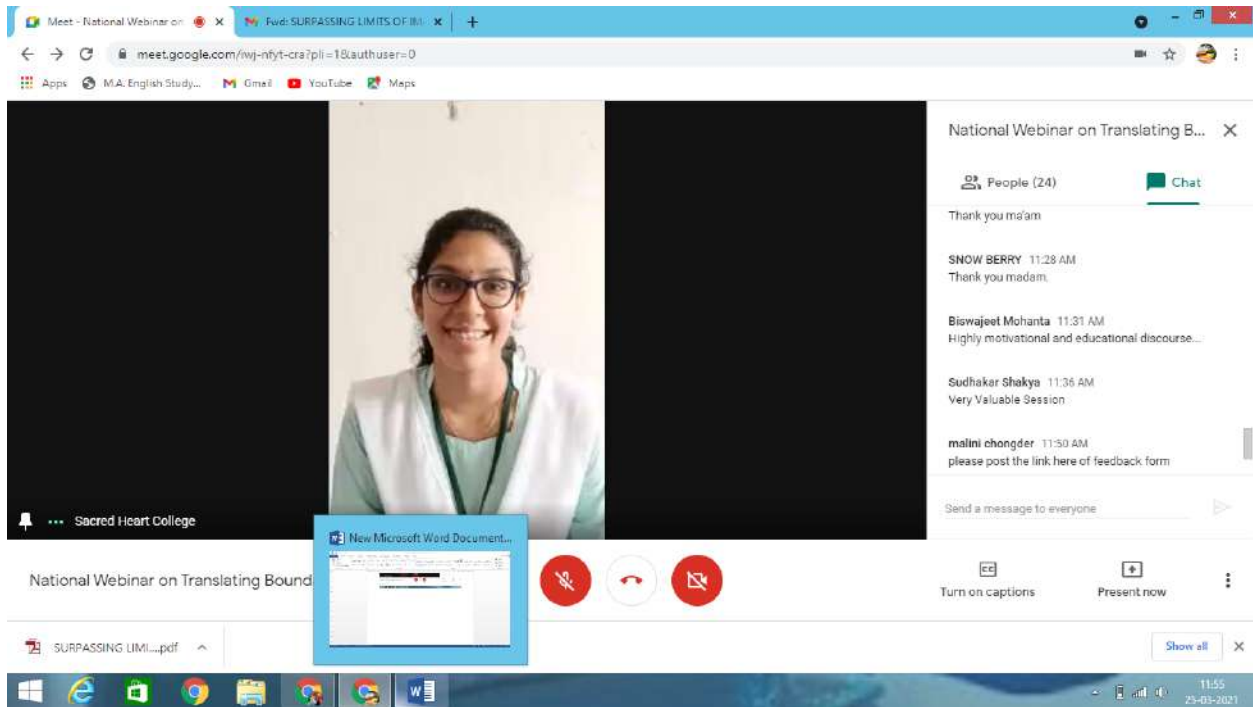 Meet - National Webinar on
Fwd: SURPASSING LIMITS OF IM
meet.google.com/iwj-nfyt-cra?pli=1&authuser=0
Apps
M.A. English Study...
Gmail
YouTube
Maps
National Webinar on Translating B...
People (24)
Chat
Thank you ma'am
SNOW BERRY 11:28 AM
Thank you madam.
Biswajeet Mohanta 11:31 AM
Highly motivational and educational discourse...
Sudhakar Shakya 11:36 AM
Very Valuable Session
malini chongder 11:50 AM
please post the link here of feedback form
Send a message to everyone
Sacred Heart College
New Microsoft Word Document...
National Webinar on Translating Bound
Turn on captions
Present now
SURPASSING LIMI....pdf
Show all
11:55
25-03-2021